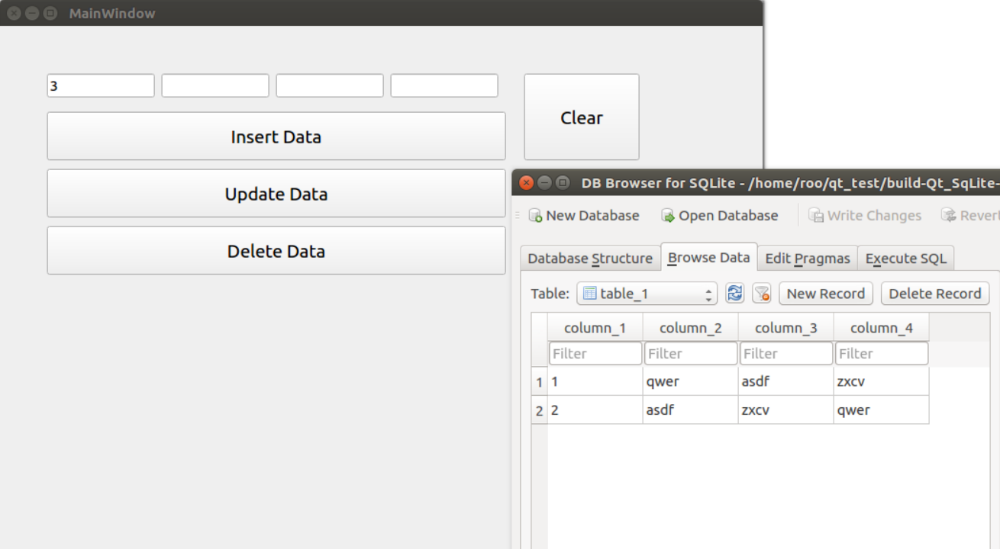 MainWindow
3
Clear
Insert Data
Update Data
Delete Data
DB Browser for SQLite - /home/roo/qt_test/build-Qt_SqLite-
New Database Open Database Write Changes Revert
Database Structure Browse Data Edit Pragmas Execute SQL
Table: table_1 New Record Delete Record
column_1 column_2 column_3 column_4
Filter Filter Filter Filter
1 1 qwer asdf zxcv
2 2 asdf zxcv qwer